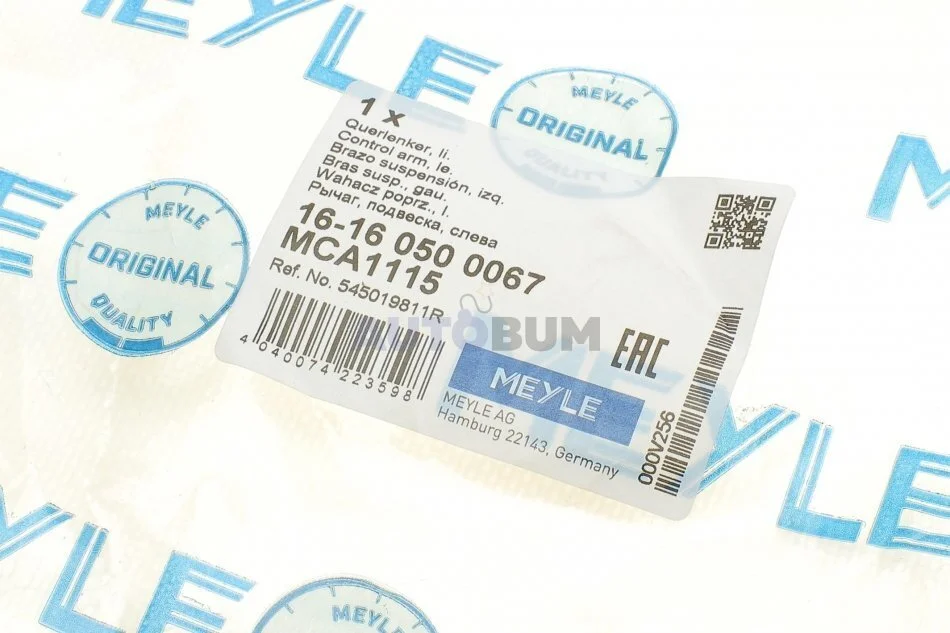 MEYLE
MEYLE
ORIGINAL
MEYLE
ORIGINAL
QUALITY
1 x
Querlenker, li.
Control arm, le.
Brazo suspensión, izq.
Bras susp., gau.
Wahacz poprz., l.
Рычаг, подвеска, слева
16-16 050 0067
MCA1115
Ref. No. 545019811R
AUTOBUM
4 040074 223598
EAC
MEYLE
MEYLE AG
Hamburg 22143, Germany
000V256
MEYLE